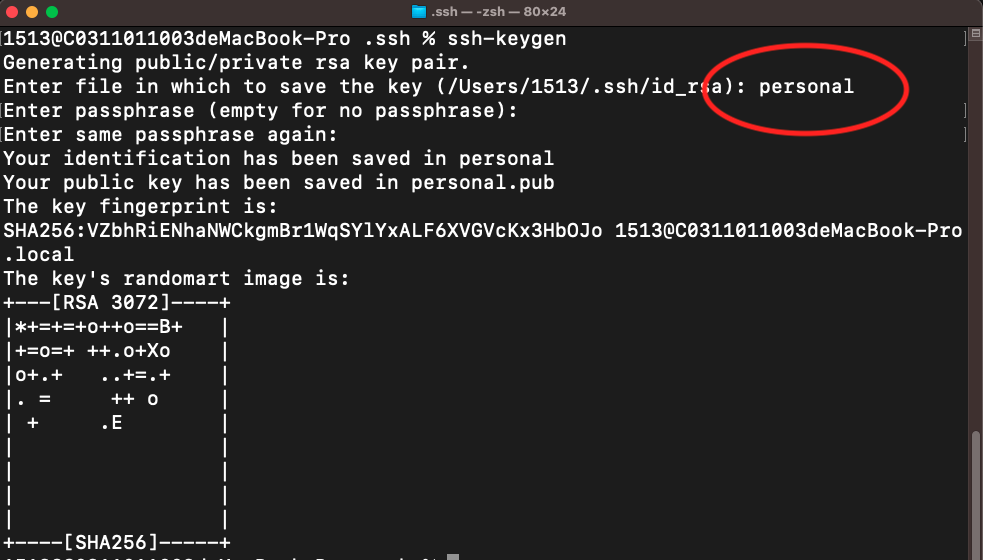 .ssh — -zsh — 80×24
1513@C0311011003deMacBook-Pro .ssh % ssh-keygen
Generating public/private rsa key pair.
Enter file in which to save the key (/Users/1513/.ssh/id_rsa): personal
Enter passphrase (empty for no passphrase):
Enter same passphrase again:
Your identification has been saved in personal
Your public key has been saved in personal.pub
The key fingerprint is:
SHA256:VZbhRiENhaNWCkgmBr1WqSYlYxALF6XVGVcKx3HbOJo 1513@C0311011003deMacBook-Pro
.local
The key's randomart image is:
+---[RSA 3072]----+
|*+=+=+o++o==B+   |
|+=o=+ ++.o+Xo    |
|o+.+   ..+=.+    |
|. =     ++ o     |
| +     .E        |
|                 |
|                 |
|                 |
|                 |
+----[SHA256]-----+